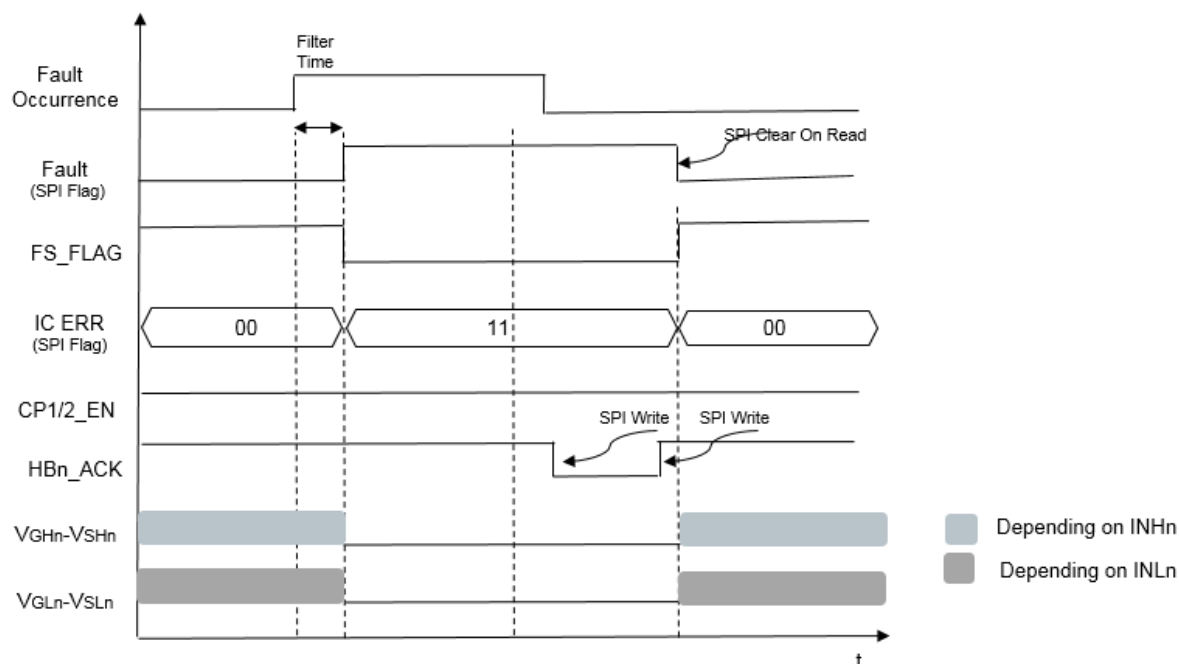 Filter
Time
Fault
Occurrence
SPI Clear On Read
Fault
(SPI Flag)
FS_FLAG
IC ERR
(SPI Flag)
00
11
00
CP1/2_EN
SPI Write
SPI Write
HBn_ACK
VGHn-VSHn
Depending on INHn
VGLn-VSLn
Depending on INLn
t